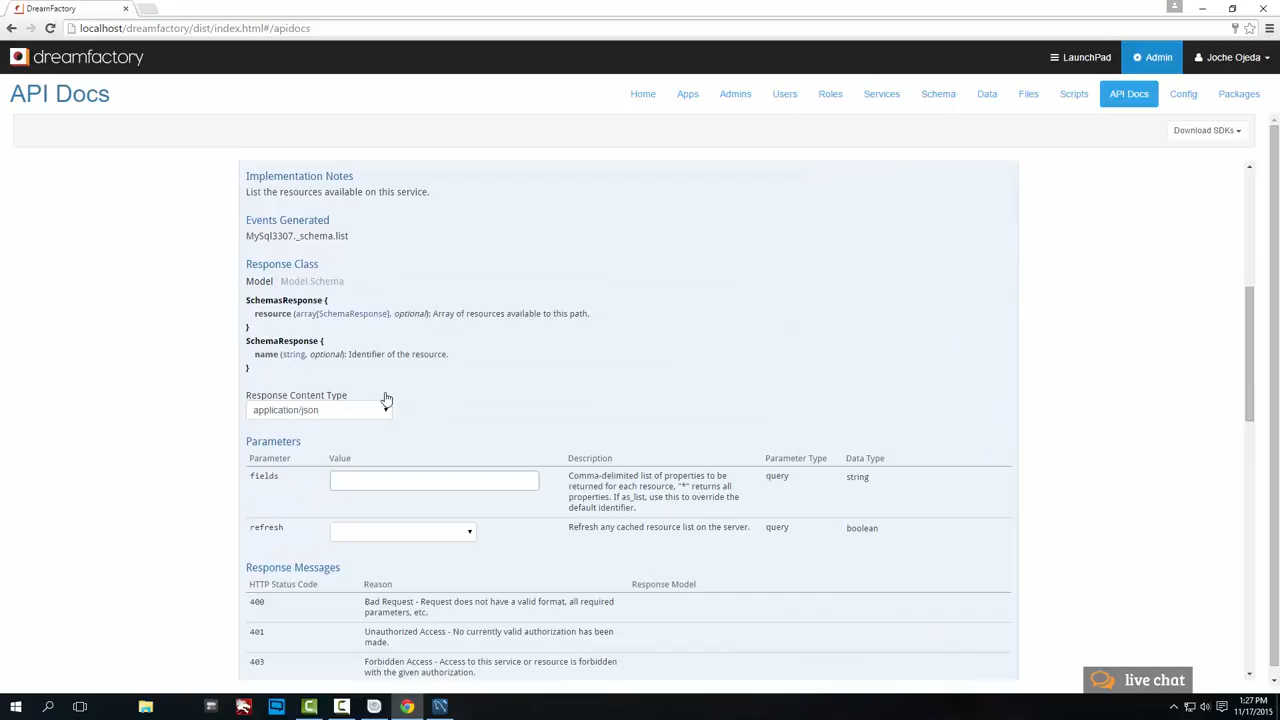 DreamFactory
localhost/dreamfactory/dist/index.html#/apidocs
dreamfactory
LaunchPad
Admin
Joche Ojeda
API Docs
Home
Apps
Admins
Users
Roles
Services
Schema
Data
Files
Scripts
API Docs
Config
Packages
Download SDKs
Implementation Notes
List the resources available on this service.
Events Generated
MySql3307._schema.list
Response Class
Model Model Schema
SchemasResponse {
resource (array[SchemaResponse], optional): Array of resources available to this path.
}
SchemaResponse {
name (string, optional): Identifier of the resource.
}
Response Content Type
application/json
Parameters
Parameter Value Description Parameter Type Data Type
fields
Comma-delimited list of properties to be
returned for each resource, "*" returns all
properties. If as_list, use this to override the
default identifier.
query
string
refresh
Refresh any cached resource list on the server.
query
boolean
Response Messages
HTTP Status Code Reason Response Model
400
Bad Request - Request does not have a valid format, all required
parameters, etc.
401
Unauthorized Access - No currently valid authorization has been
made.
403
Forbidden Access - Access to this service or resource is forbidden
with the given authorization.
live chat
1:27 PM
11/17/2015